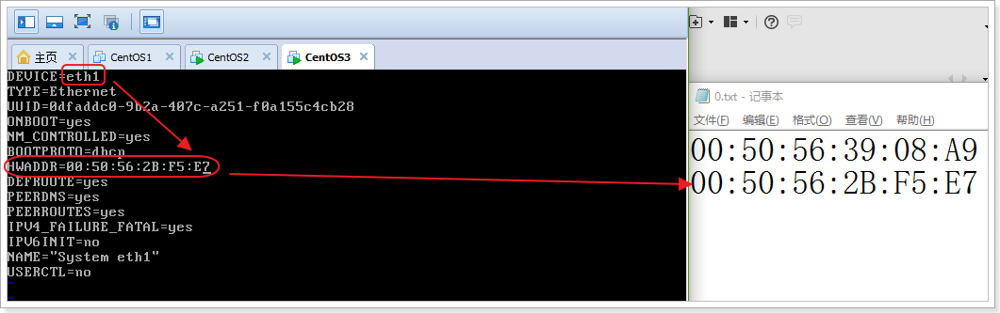 主页
CentOS1
CentOS2
CentOS3
DEVICE=eth1
TYPE=Ethernet
UUID=0dfaddc0-9b2a-407c-a251-f0a155c4cb28
ONBOOT=yes
NM_CONTROLLED=yes
BOOTPROTO=dhcp
HWADDR=00:50:56:2B:F5:E7
DEFROUTE=yes
PEERDNS=yes
PEERROUTES=yes
IPV4_FAILURE_FATAL=yes
IPV6INIT=no
NAME="System eth1"
USERCTL=no
0.txt - 记事本
文件(F) 编辑(E) 格式(O) 查看(V) 帮助(H)
00:50:56:39:08:A9
00:50:56:2B:F5:E7